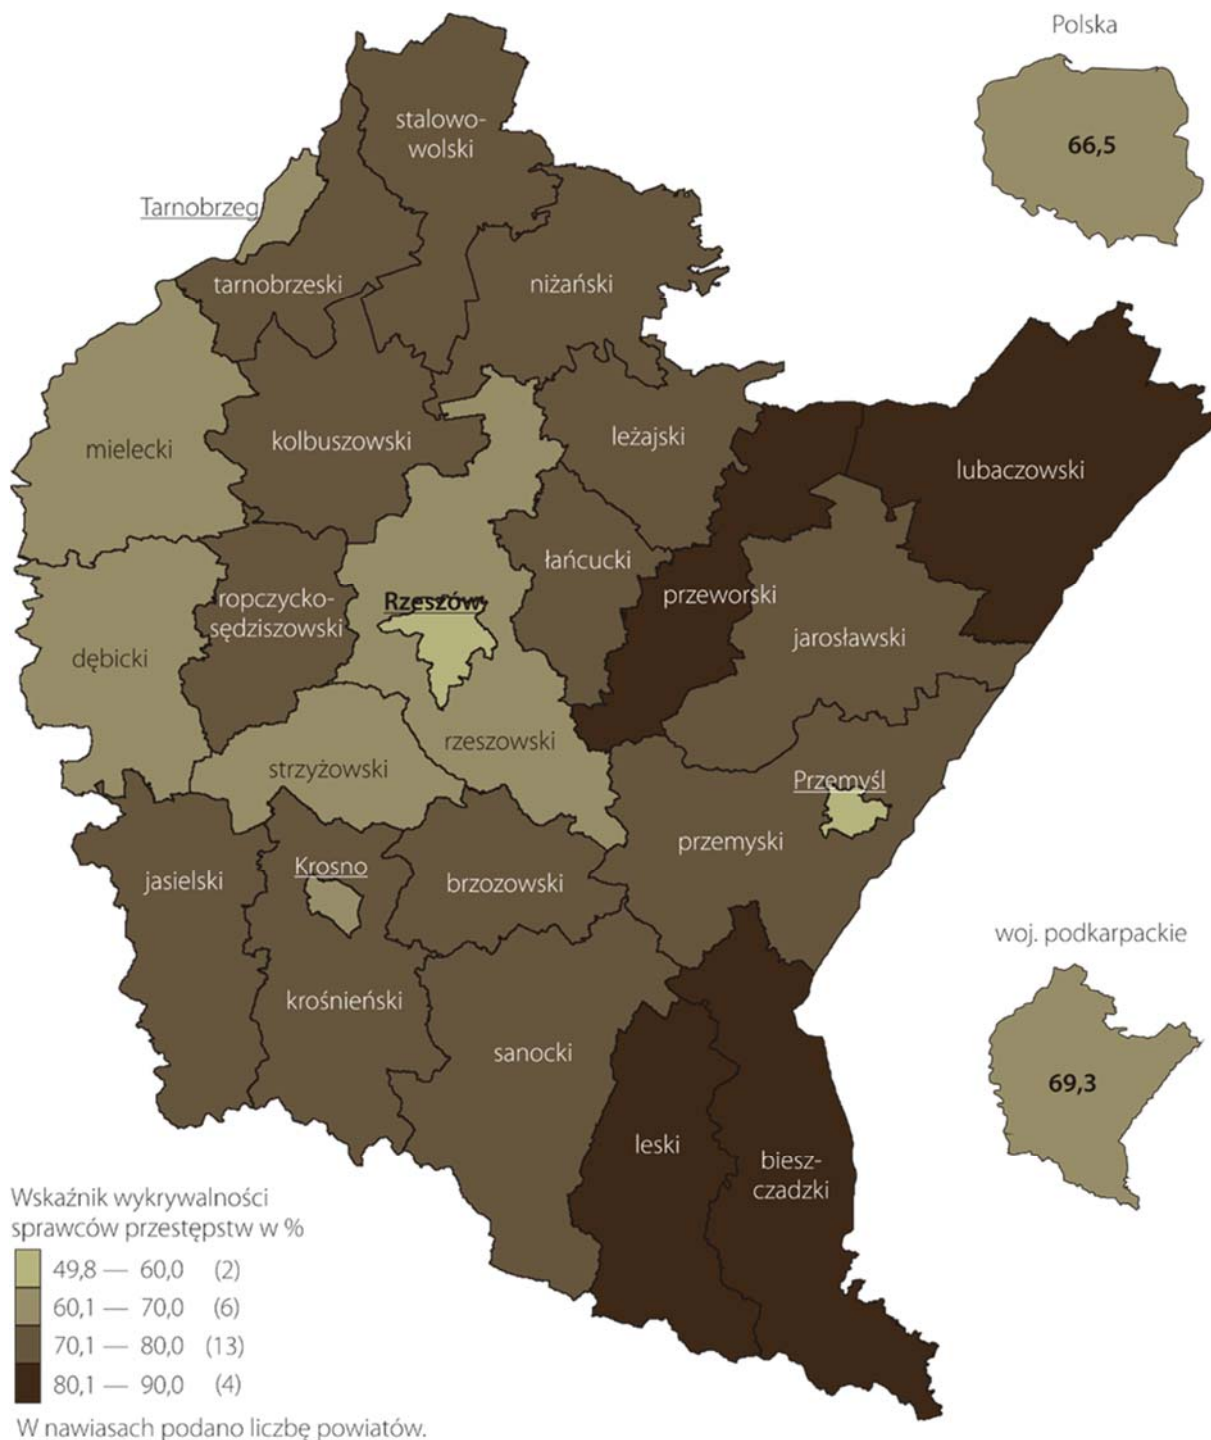 Polska
66,5
stalowo-
wolski
Tarnobrzeg
tarnobrzeski
niżański
mielecki
kolbuszowski
leżajski
lubaczowski
łańcucki
przeworski
ropczycko-
sędziszowski
Rzeszów
jarosławski
dębicki
rzeszowski
strzyżowski
Przemyśl
przemyski
jasielski
Krosno
brzozowski
krośnieński
sanocki
leski
biesz-
czadzki
woj. podkarpackie
69,3
Wskaźnik wykrywalności
sprawców przestępstw w %
49,8 — 60,0 (2)
60,1 — 70,0 (6)
70,1 — 80,0 (13)
80,1 — 90,0 (4)
W nawiasach podano liczbę powiatów.